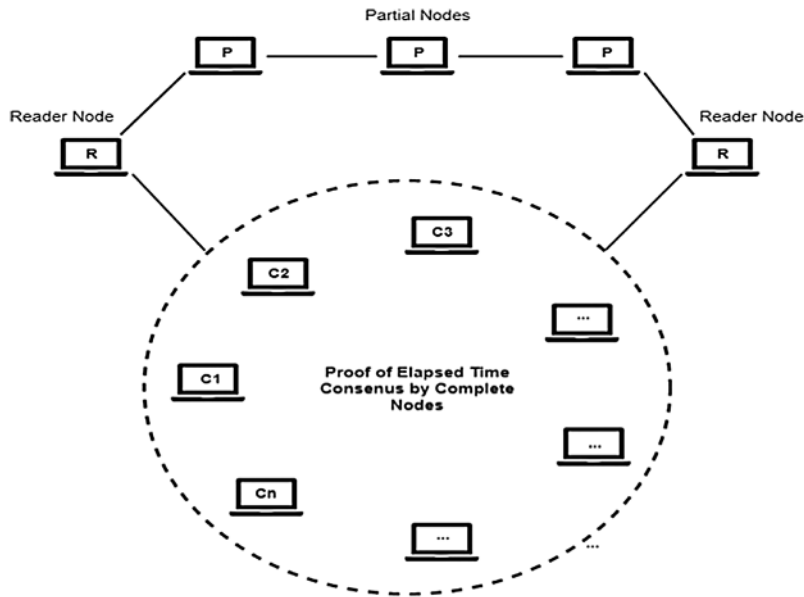 Partial Nodes
P
P
P
Reader Node
Reader Node
R
R
C3
C2
...
C1
Proof of Elapsed Time
Consenus by Complete
Nodes
...
Cn
...
...